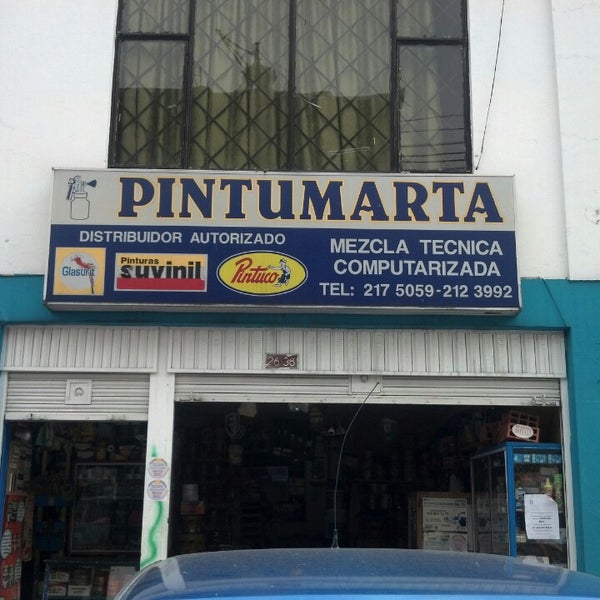 PINTUMARTA
DISTRIBUIDOR AUTORIZADO
Glasurit
Pinturas
suvinil
Pintuco
MEZCLA TECNICA
COMPUTARIZADA
TEL: 217 5059-212 3992
26 38